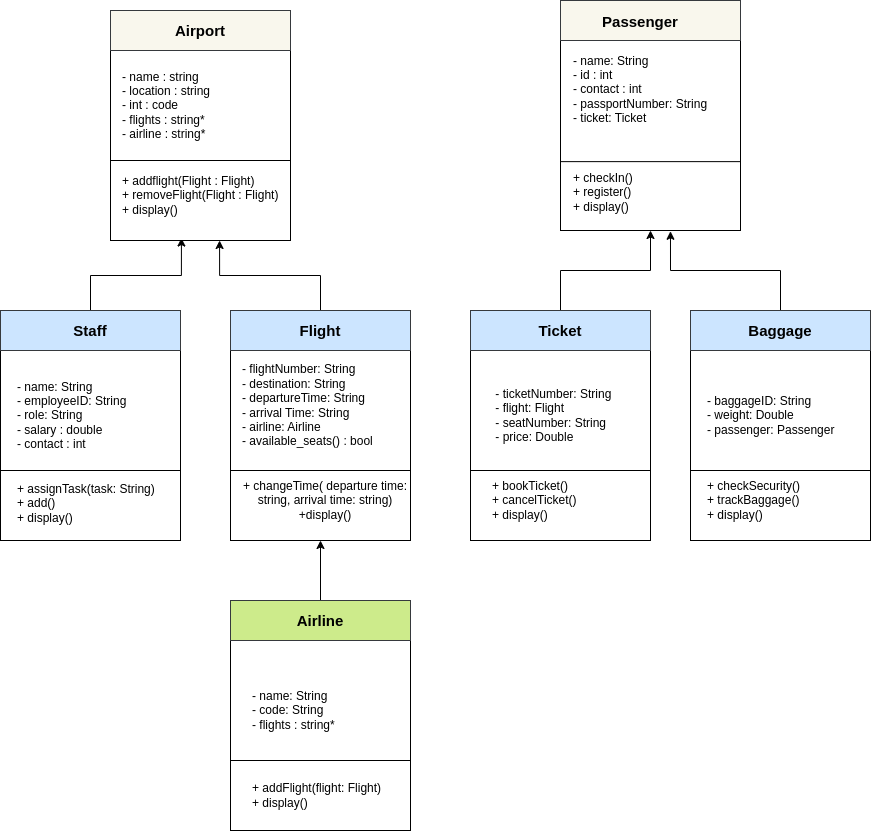 Airport
- name : string
- location : string
- int : code
- flights : string*
- airline : string*
+ addflight(Flight : Flight)
+ removeFlight(Flight : Flight)
+ display()
Passenger
- name: String
- id : int
- contact : int
- passportNumber: String
- ticket: Ticket
+ checkIn()
+ register()
+ display()
Staff
- name: String
- employeeID: String
- role: String
- salary : double
- contact : int
+ assignTask(task: String)
+ add()
+ display()
Flight
- flightNumber: String
- destination: String
- departureTime: String
- arrival Time: String
- airline: Airline
- available_seats() : bool
+ changeTime( departure time:
string, arrival time: string)
+display()
Ticket
- ticketNumber: String
- flight: Flight
- seatNumber: String
- price: Double
+ bookTicket()
+ cancelTicket()
+ display()
Baggage
- baggageID: String
- weight: Double
- passenger: Passenger
+ checkSecurity()
+ trackBaggage()
+ display()
Airline
- name: String
- code: String
- flights : string*
+ addFlight(flight: Flight)
+ display()